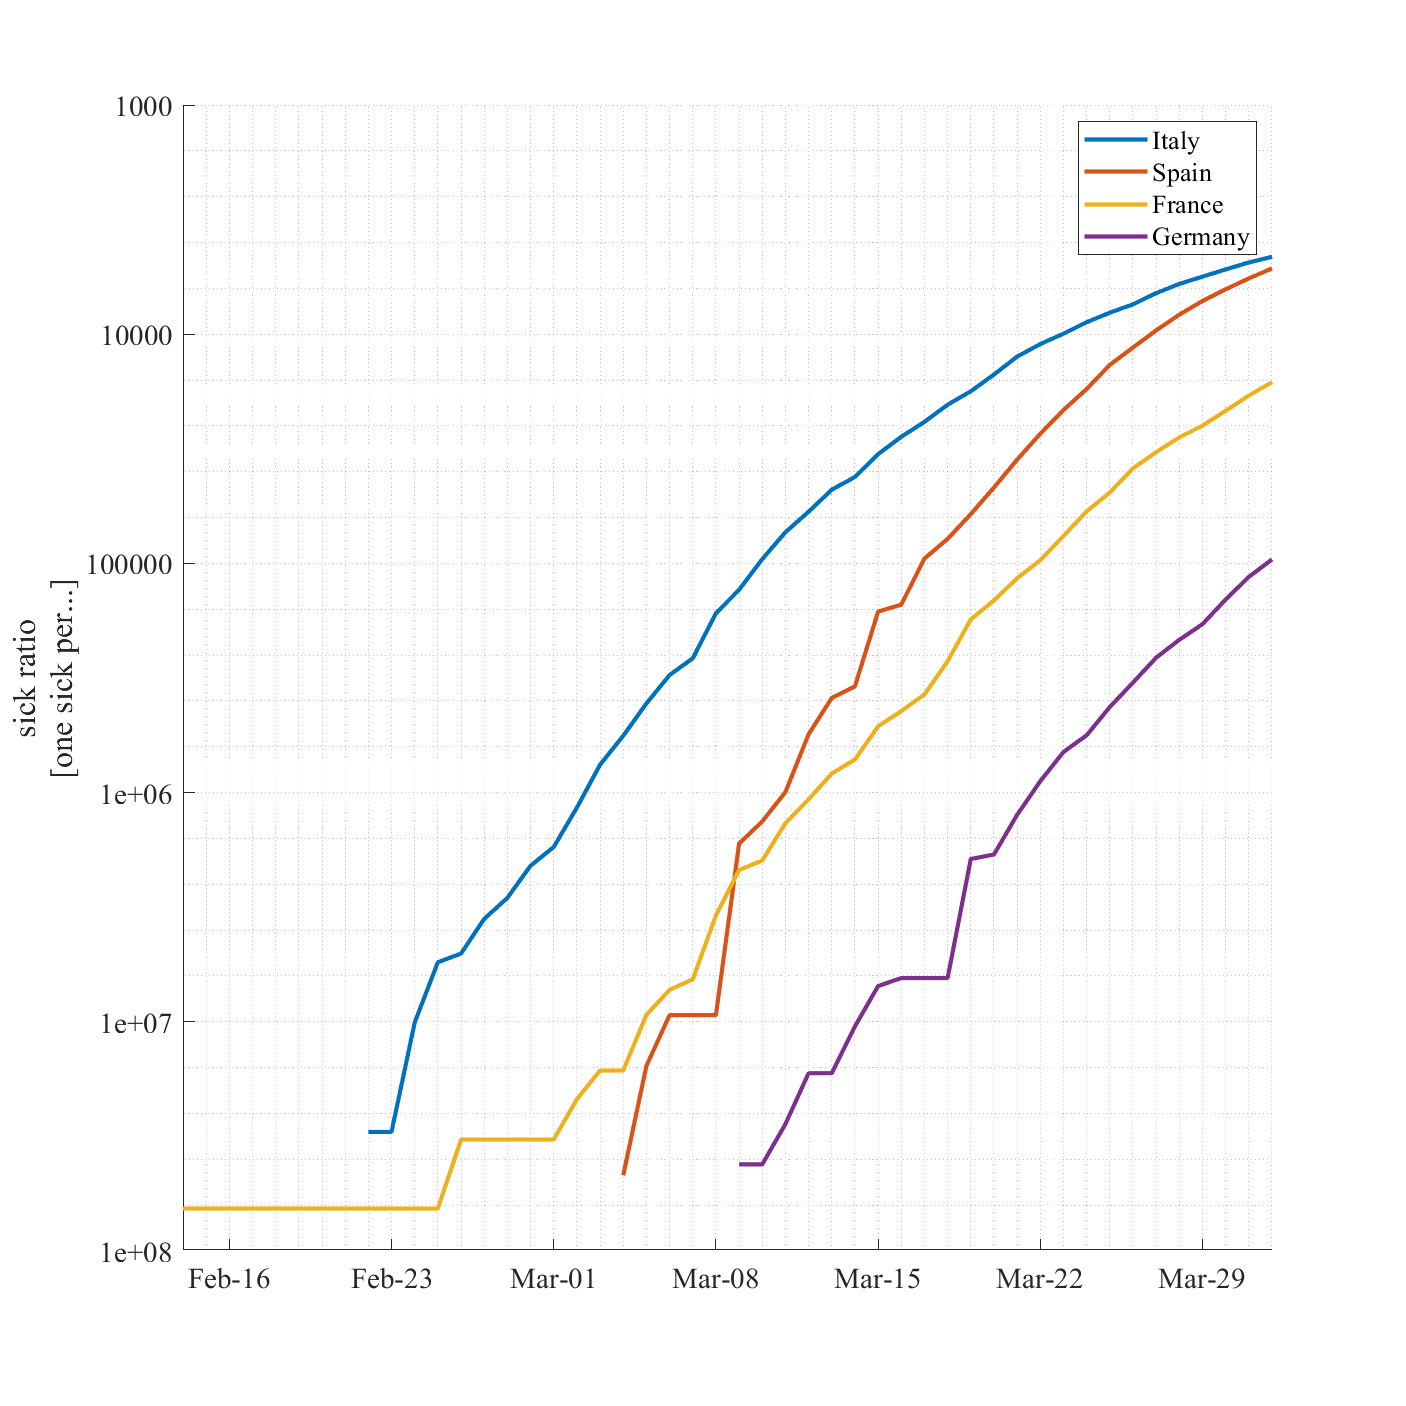 1000
10000
100000
1e+06
1e+07
1e+08
sick ratio
[one sick per...]
Italy
Spain
France
Germany
Feb-16 Feb-23 Mar-01 Mar-08 Mar-15 Mar-22 Mar-29